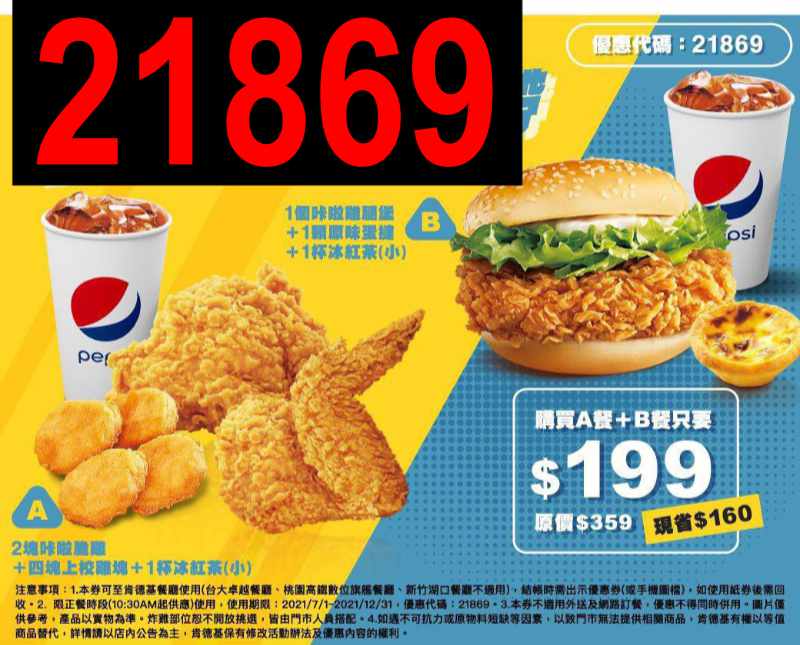 21869
優惠代碼：21869
1個咔啦雞腿堡
＋1顆原味蛋撻
＋1杯冰紅茶(小)
B
psi
pep
購買A餐＋B餐只要
$199
原價$359 現省$160
A
2塊咔啦脆雞
＋四塊上校雞塊＋1杯冰紅茶(小)
注意事項：1.本券可至肯德基餐廳使用(台大卓越餐廳、桃園高鐵數位旗艦餐廳、新竹湖口餐廳不適用)，結帳時需出示優惠券(或手機圖檔)，如使用紙券後需回
收。2. 限正餐時段(10:30AM起供應)使用，使用期限：2021/7/1~2021/12/31，優惠代碼：21869。3.本券不適用外送及網路訂餐，優惠不得同時併用。圖片僅
供參考，產品以實物為準。炸雞部位恕不開放挑選，皆由門市人員搭配。4.如遇不可抗力或原物料短缺等因素，以致門市無法提供相關商品，肯德基有權以等值
商品替代，詳情請以店內公告為主，肯德基保有修改活動辦法及優惠內容的權利。